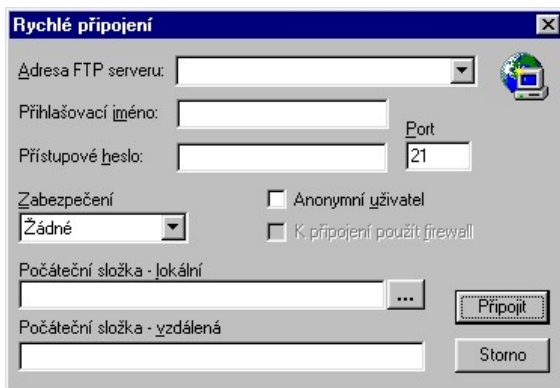 Rychlé připojení
Adresa FTP serveru:
Přihlašovací jméno:
Port
Přístupové heslo:
21
Zabezpečení
Anonymní uživatel
Žádné
K připojení použít firewall
Počáteční složka - lokální
...
Připojit
Počáteční složka - vzdálená
Storno